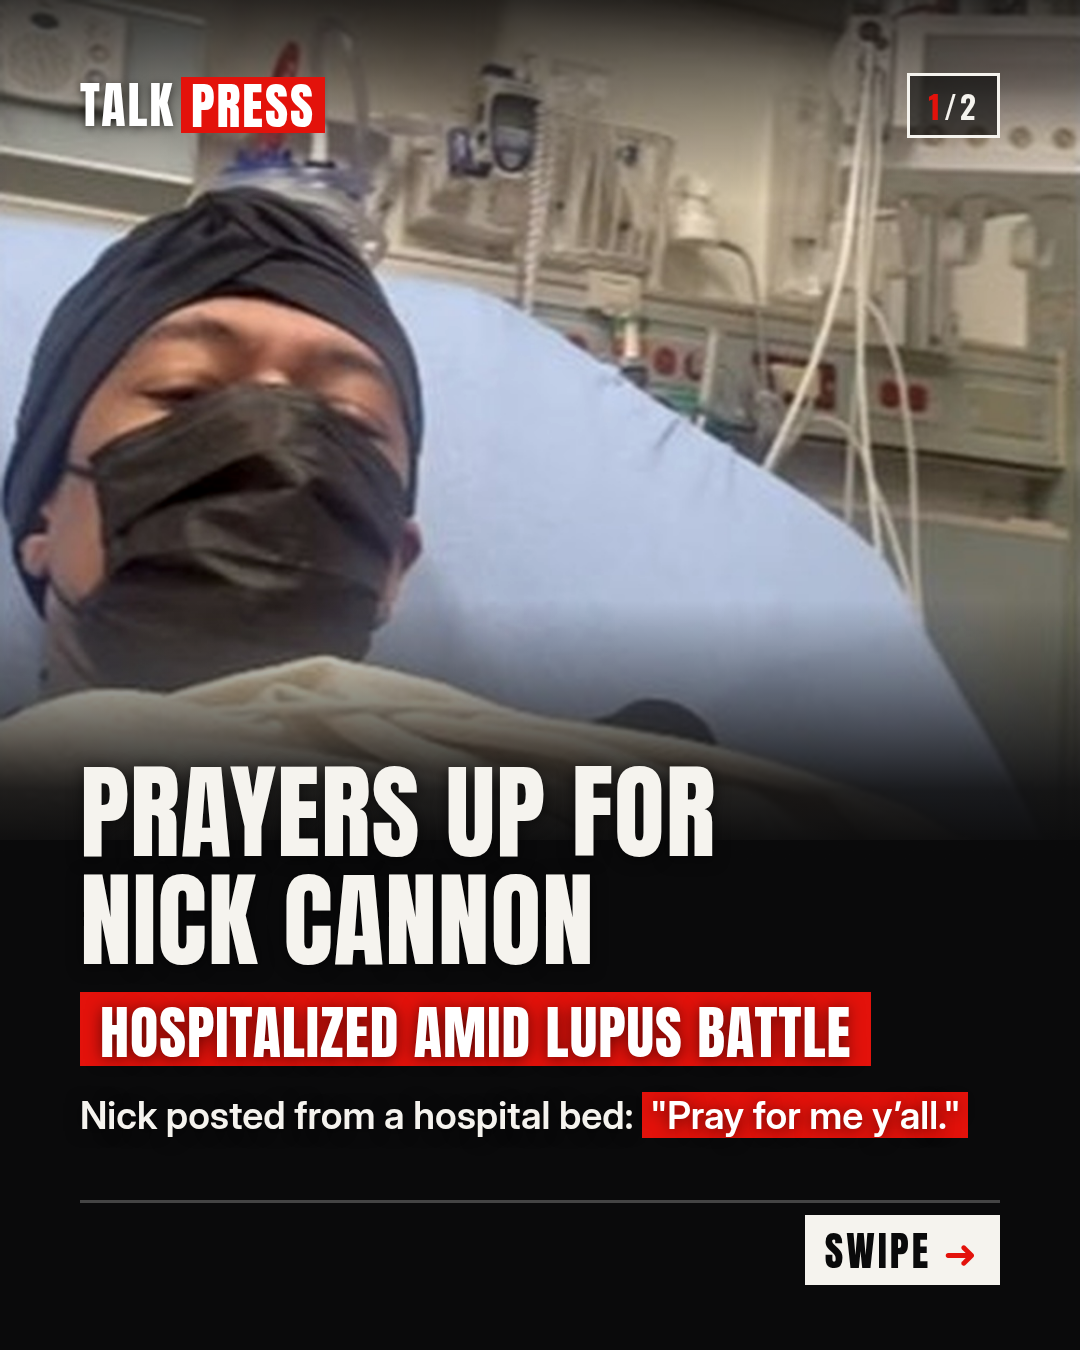 TALK PRESS
1/2
PRAYERS UP FOR
NICK CANNON
HOSPITALIZED AMID LUPUS BATTLE
Nick posted from a hospital bed: "Pray for me y’all."
SWIPE →